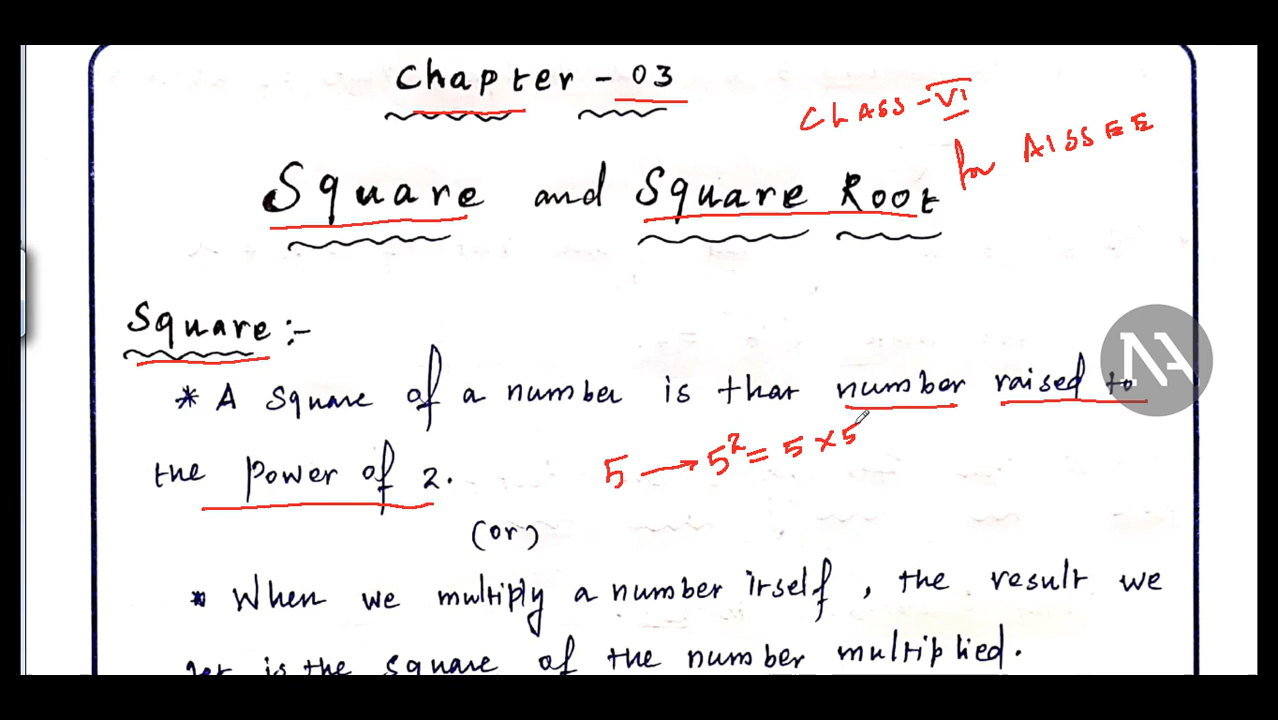 Chapter - 03
CLASS - VI
for AISSEE
Square and Square Root
Square :-
* A Square of a number is that number raised to
the Power of 2.
5 → 5² = 5 × 5
(or)
* When we multiply a number itself, the result we
get is the square of the number multiplied.
NA